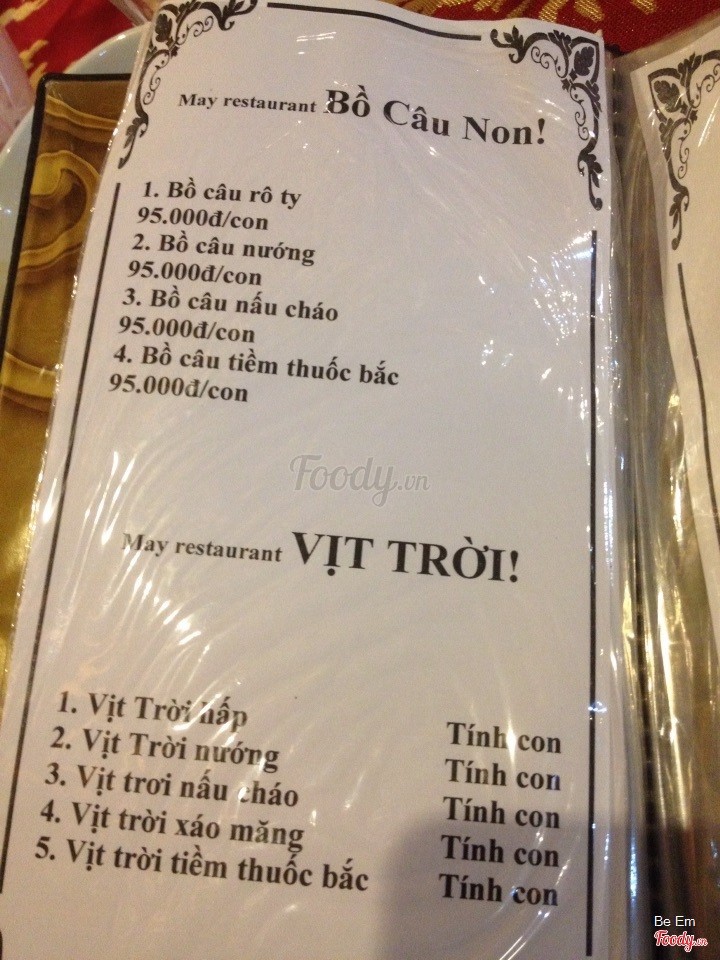 May restaurant Bồ Câu Non!
1. Bồ câu rô ty
95.000đ/con
2. Bồ câu nướng
95.000đ/con
3. Bồ câu nấu cháo
95.000đ/con
4. Bồ câu tiềm thuốc bắc
95.000đ/con
Foody.vn
May restaurant VỊT TRỜI!
1. Vịt Trời hấp Tính con
2. Vịt Trời nướng Tính con
3. Vịt trơi nấu cháo Tính con
4. Vịt trời xáo măng Tính con
5. Vịt trời tiềm thuốc bắc Tính con
Be Em
Foody.vn